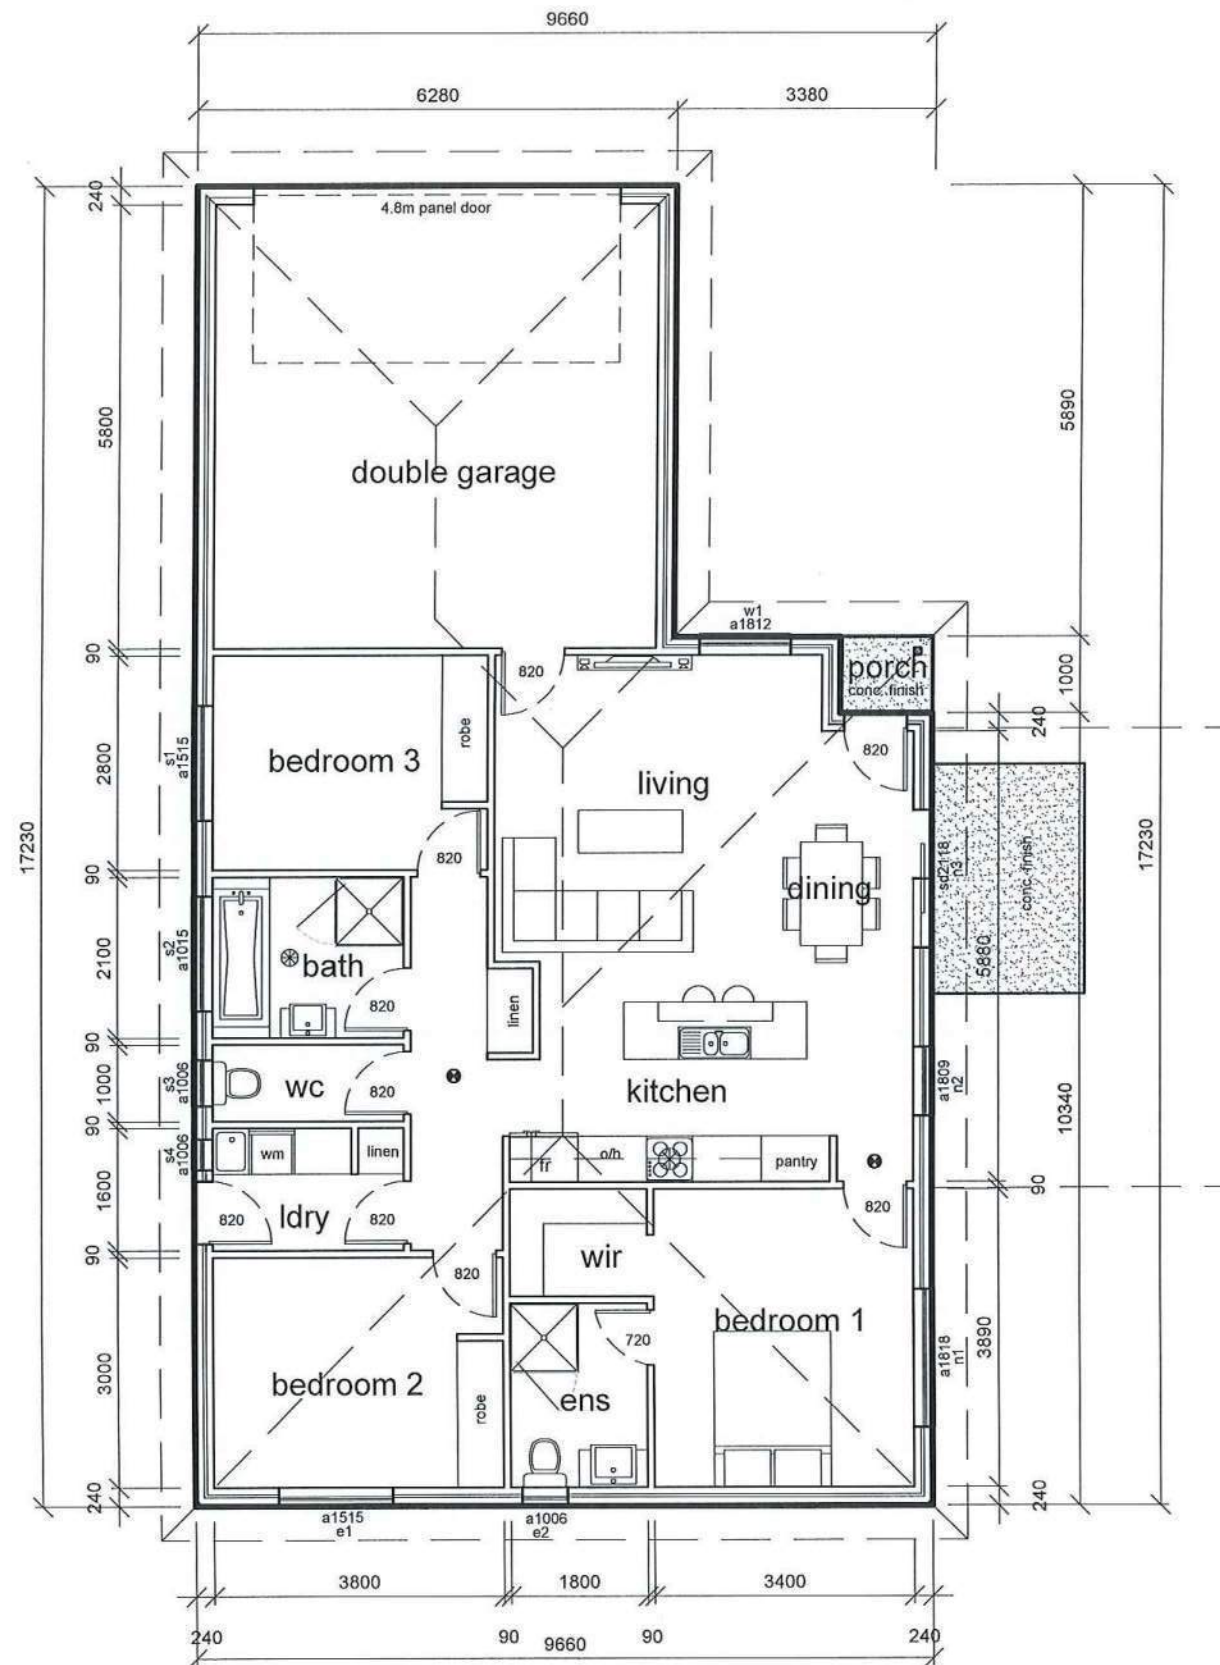 9660
6280
3380
240
4.8m panel door
5800
5890
double garage
17230
17230
w1
a1812
90
820
porch
conc. finish
1000
240
robe
bedroom 3
s1
a1515
2800
living
820
820
90
dining
sd2118
n3
conc. finish
s2
a1015
2100
bath
820
5880
linen
90
s3
a1006
1000
wc
820
kitchen
a1809
n2
10340
90
s4
a1006
wm
linen
fr
o/h
pantry
1600
820
ldry
820
820
90
90
820
wir
bedroom 1
720
a1818
n1
3890
3000
bedroom 2
robe
ens
240
240
a1515
e1
a1006
e2
3800
1800
3400
240
90
9660
90
240